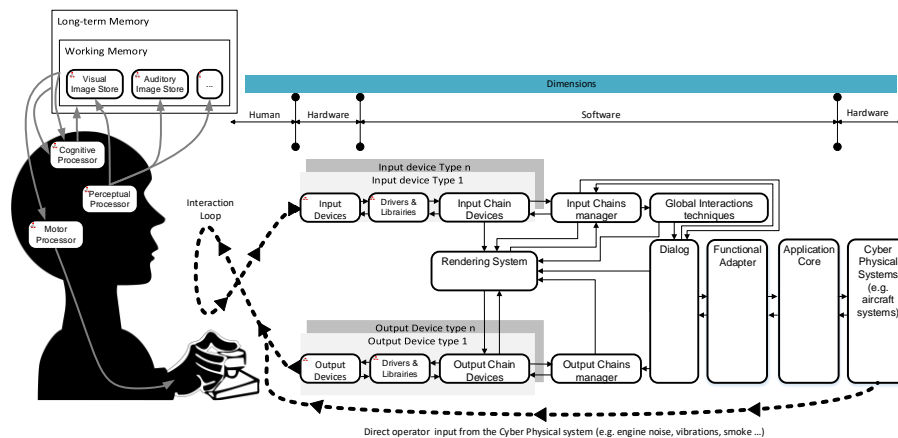 Long-term Memory
Working Memory
Visual
Image Store
Auditory
Image Store
...
Cognitive
Processor
Perceptual
Processor
Motor
Processor
Dimensions
Human
Hardware
Software
Hardware
Interaction
Loop
Input device Type n
Input device Type 1
Input
Devices
Drivers &
Librairies
Input Chain
Devices
Input Chains
manager
Global Interactions
techniques
Rendering System
Dialog
Functional
Adapter
Application
Core
Cyber
Physical
Systems
(e.g.
aircraft
systems)
Output Device type n
Output Device type 1
Output
Devices
Drivers &
Librairies
Output Chain
Devices
Output Chains
manager
Direct operator input from the Cyber Physical system (e.g. engine noise, vibrations, smoke ...)